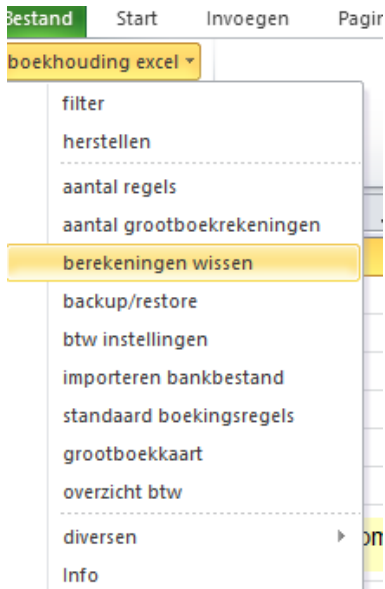 Bestand Start Invoegen
boekhouding excel
filter
herstellen
aantal regels
aantal grootboekrekeningen
berekeningen wissen
backup/restore
btw instellingen
importeren bankbestand
standaard boekingsregels
grootboekkaart
overzicht btw
diversen
Info